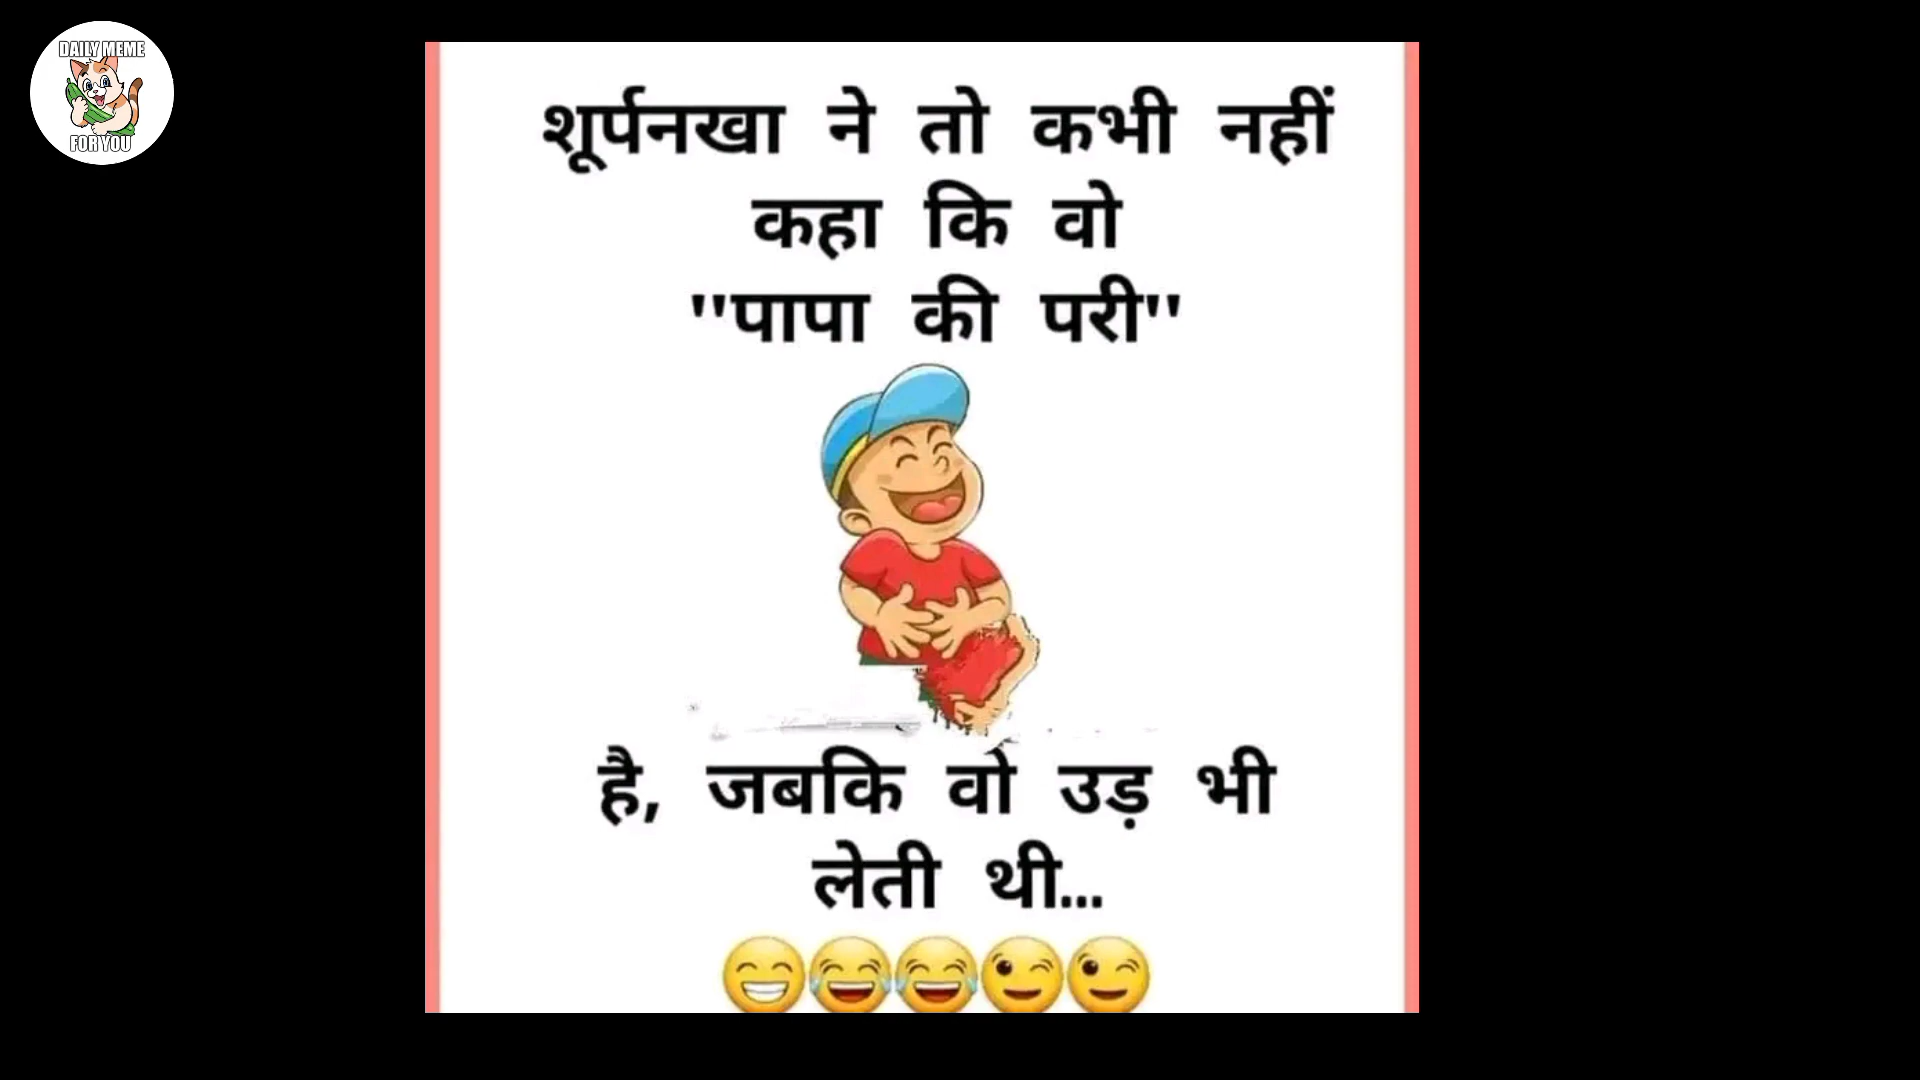 DAILY MEME
FOR YOU
शूर्पनखा ने तो कभी नहीं
कहा कि वो
"पापा की परी"
है, जबकि वो उड़ भी
लेती थी...